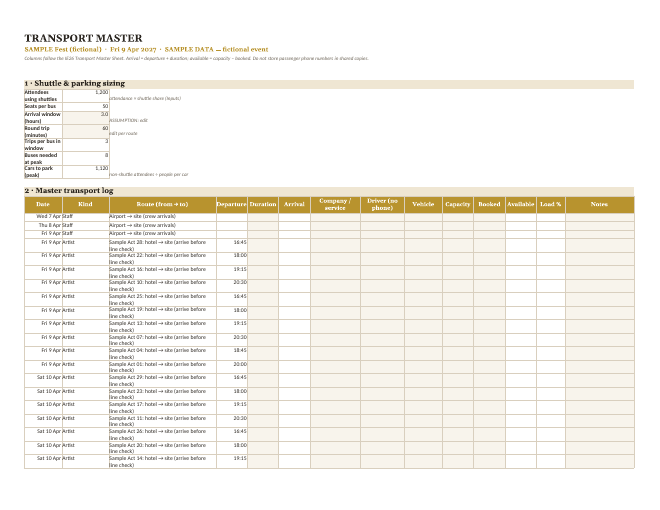 TRANSPORT MASTER
SAMPLE Fest (fictional) · Fri 9 Apr 2027 · SAMPLE DATA — fictional event
Columns follow the IESA Transport Master Sheet. Arrival = departure + duration; available = capacity − booked. Do not store passenger phone numbers in shared copies.
1 · Shuttle & parking sizing
Attendees using shuttles 1,200 attendance × shuttle share (Inputs)
Seats per bus 50
Arrival window (hours) 3.0 ASSUMPTION: edit
Round trip (minutes) 60 edit per route
Trips per bus in window 3
Buses needed at peak 8
Cars to park (peak) 1,120 non-shuttle attendees ÷ people per car
2 · Master transport log
Date Kind Route (from → to) Departure Duration Arrival Company / service Driver (no phone) Vehicle Capacity Booked Available Load % Notes
Wed 7 Apr Staff Airport → site (crew arrivals)
Thu 8 Apr Staff Airport → site (crew arrivals)
Fri 9 Apr Staff Airport → site (crew arrivals)
Fri 9 Apr Artist Sample Act 28: hotel → site (arrive before line check) 16:45
Fri 9 Apr Artist Sample Act 22: hotel → site (arrive before line check) 18:00
Fri 9 Apr Artist Sample Act 16: hotel → site (arrive before line check) 19:15
Fri 9 Apr Artist Sample Act 10: hotel → site (arrive before line check) 20:30
Fri 9 Apr Artist Sample Act 25: hotel → site (arrive before line check) 16:45
Fri 9 Apr Artist Sample Act 19: hotel → site (arrive before line check) 18:00
Fri 9 Apr Artist Sample Act 13: hotel → site (arrive before line check) 19:15
Fri 9 Apr Artist Sample Act 07: hotel → site (arrive before line check) 20:30
Fri 9 Apr Artist Sample Act 04: hotel → site (arrive before line check) 18:45
Fri 9 Apr Artist Sample Act 01: hotel → site (arrive before line check) 20:00
Sat 10 Apr Artist Sample Act 29: hotel → site (arrive before line check) 16:45
Sat 10 Apr Artist Sample Act 23: hotel → site (arrive before line check) 18:00
Sat 10 Apr Artist Sample Act 17: hotel → site (arrive before line check) 19:15
Sat 10 Apr Artist Sample Act 11: hotel → site (arrive before line check) 20:30
Sat 10 Apr Artist Sample Act 26: hotel → site (arrive before line check) 16:45
Sat 10 Apr Artist Sample Act 20: hotel → site (arrive before line check) 18:00
Sat 10 Apr Artist Sample Act 14: hotel → site (arrive before line check) 19:15